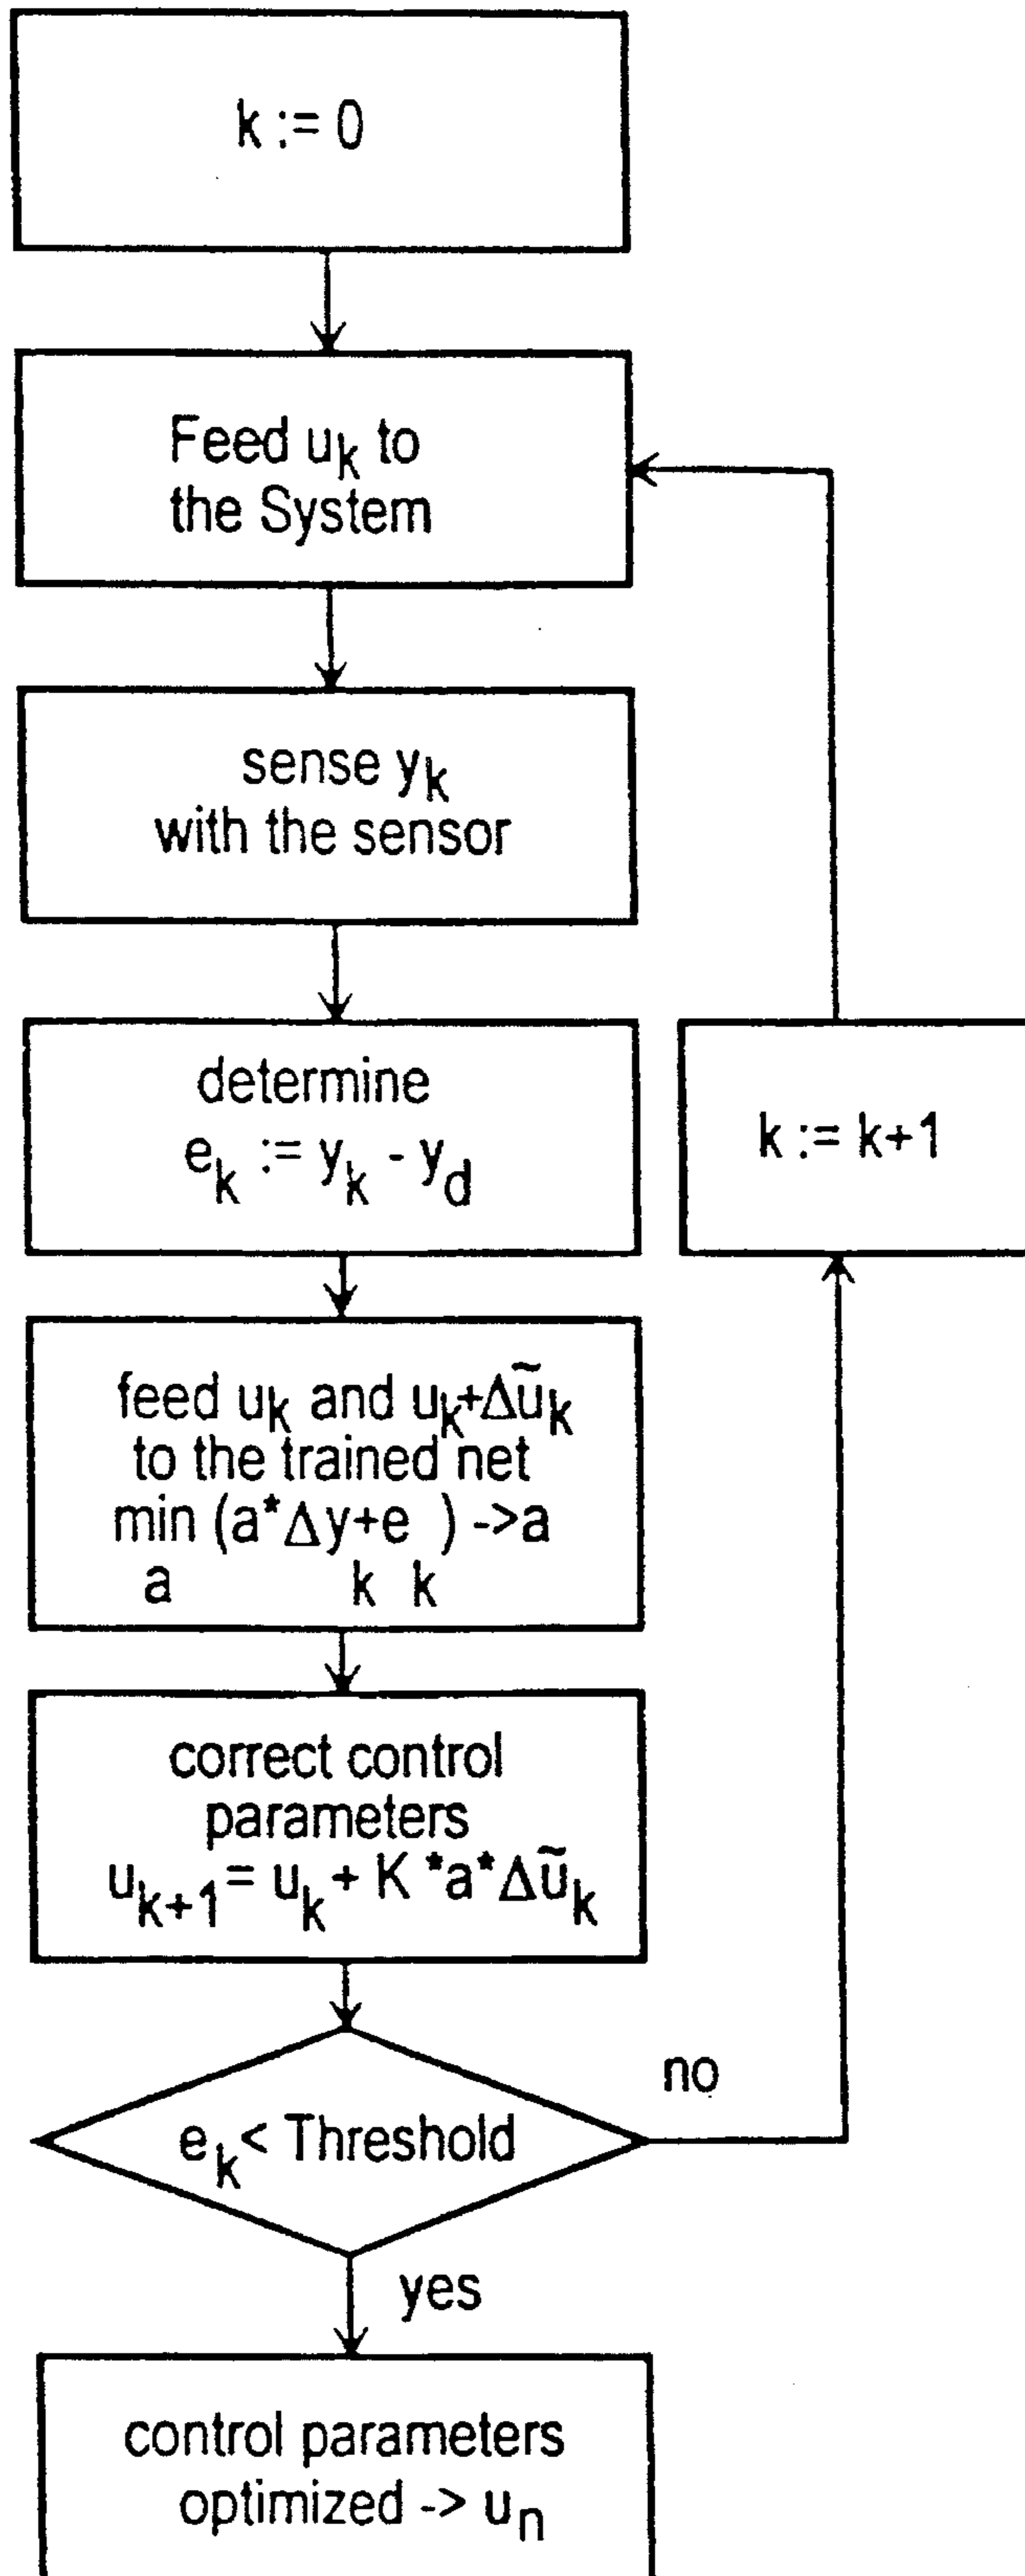 k := 0
Feed uₖ to
the System
sense yₖ
with the sensor
determine
eₖ := yₖ - y_d
k := k+1
feed uₖ and uₖ+Δũₖ
to the trained net
min (a*Δy+e ) ->a
a k k
correct control
parameters
uₖ₊₁ = uₖ + K *a* Δũₖ
eₖ< Threshold
no
yes
control parameters
optimized -> uₙ